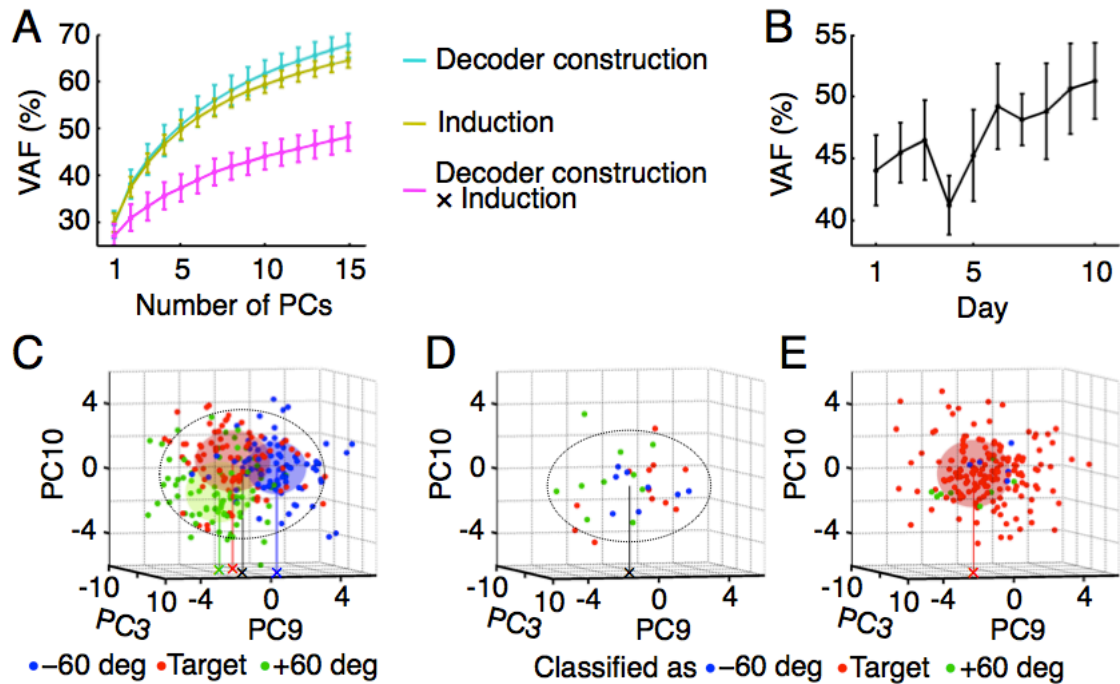 A
70
60
50
40
30
VAF (%)
1 5 10 15
Number of PCs
Decoder construction
Induction
Decoder construction
× Induction
B
55
50
45
40
VAF (%)
1 5 10
Day
C
4
0
-4
PC10
-10 10 -4 0 4
PC3 PC9
−60 deg Target +60 deg
D
4
0
-4
PC10
-10 10 -4 0 4
PC3 PC9
E
4
0
-4
PC10
-10 10 -4 0 4
PC3 PC9
Classified as −60 deg Target +60 deg